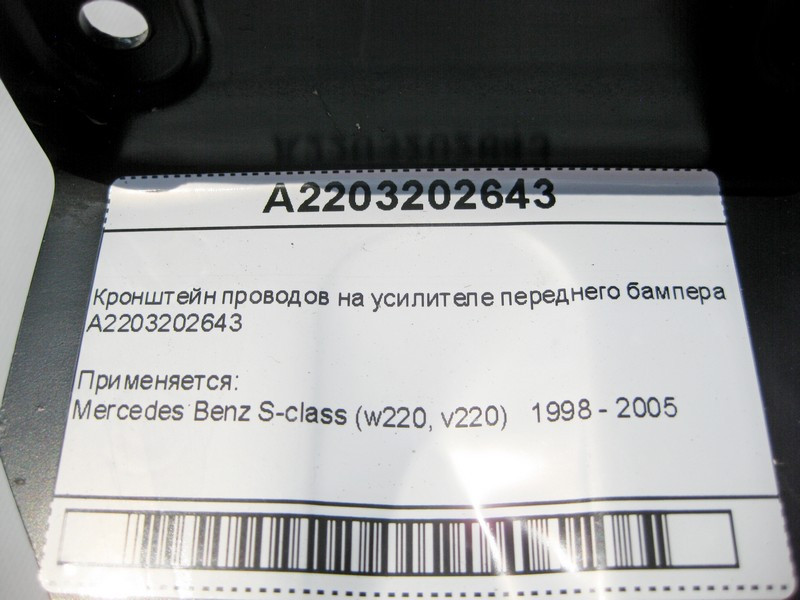 A2203202643
Кронштейн проводов на усилителе переднего бампера
A2203202643
Применяется:
Mercedes Benz S-class (w220, v220) 1998 - 2005